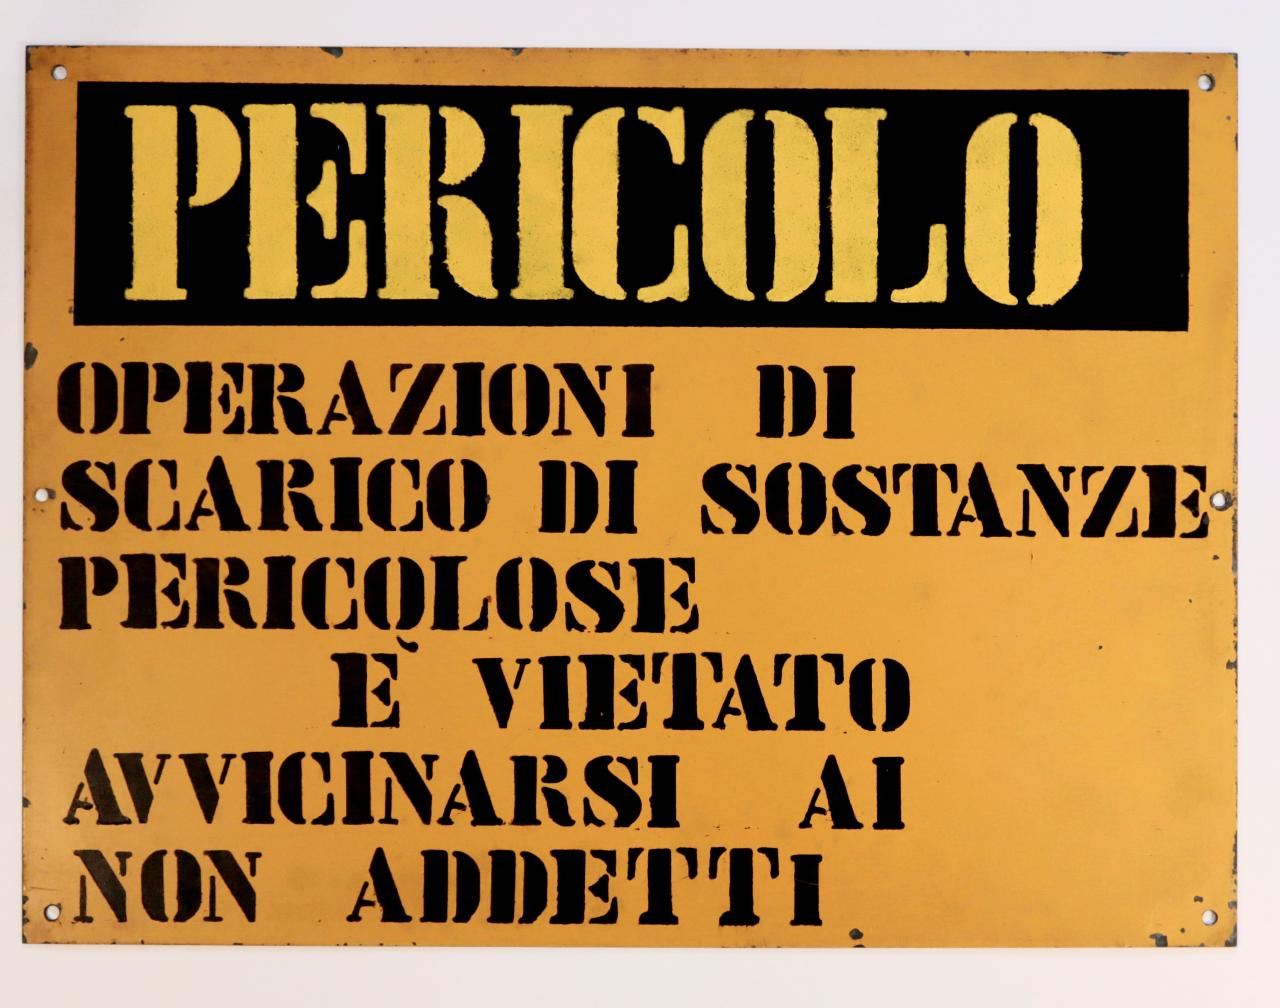 PERICOLO
OPERAZIONI DI
SCARICO DI SOSTANZE
PERICOLOSE
È VIETATO
AVVICINARSI AI
NON ADDETTI